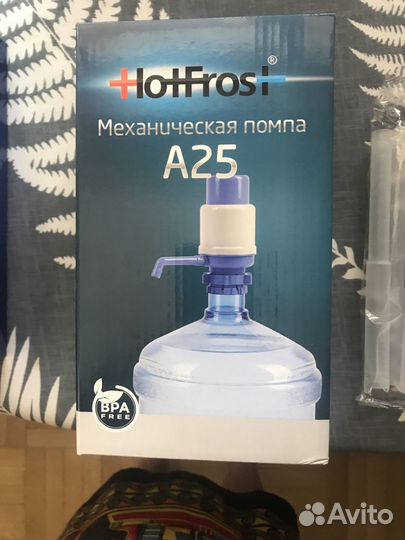 HotFrost®
Механическая помпа
A25
BPA
FREE
Avito